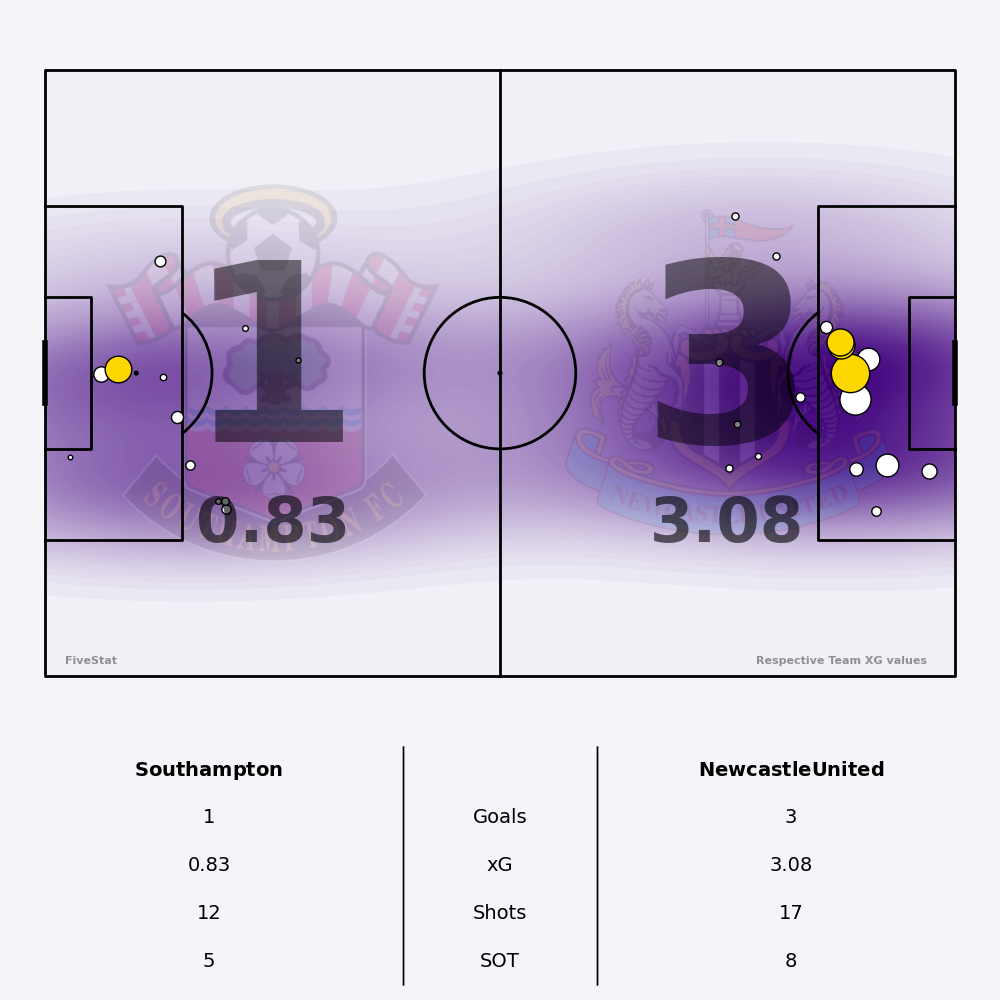 1
3
SOUTHAMPTON FC
NEWCASTLE UNITED
0.83
3.08
FiveStat
Respective Team XG values
Southampton
NewcastleUnited
1
Goals
3
0.83
xG
3.08
12
Shots
17
5
SOT
8